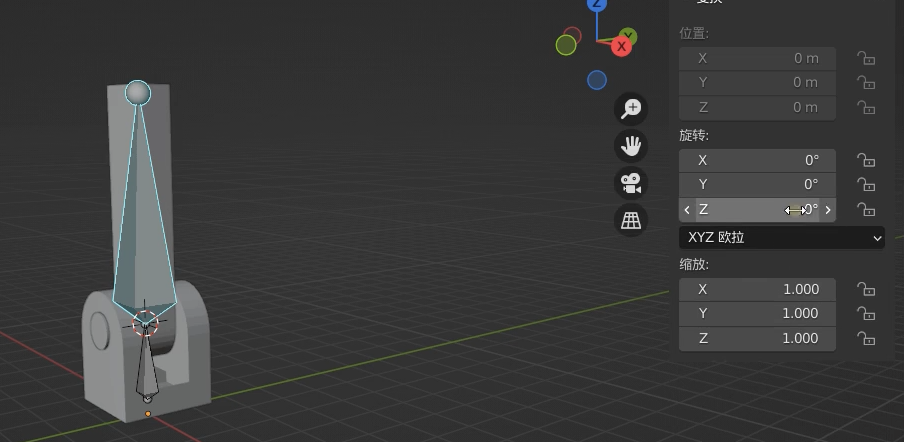 变换
Z
Y
X
位置:
X 0 m
Y 0 m
Z 0 m
旋转:
X 0°
Y 0°
Z 0°
XYZ 欧拉
缩放:
X 1.000
Y 1.000
Z 1.000